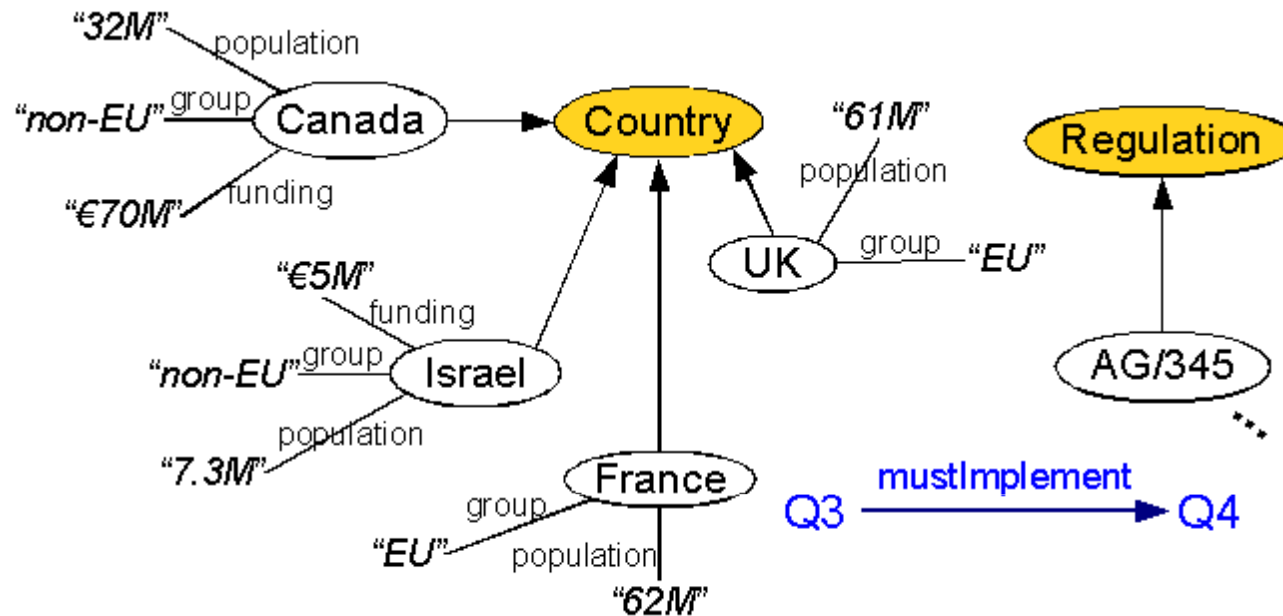 “32M”
population
“non-EU”
group
Canada
Country
“61M”
Regulation
population
funding
“€70M”
UK
group
“EU”
“€5M”
funding
“non-EU”
group
Israel
AG/345
...
population
“7.3M”
France
mustImplement
Q3
Q4
group
“EU”
population
“62M”